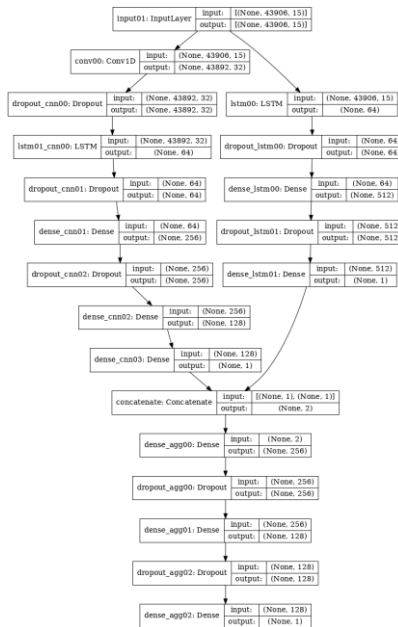 input01: InputLayer
input: [(None, 43906, 15)]
output: [(None, 43906, 15)]
conv00: Conv1D
input: (None, 43906, 15)
output: (None, 43892, 32)
dropout_cnn00: Dropout
input: (None, 43892, 32)
output: (None, 43892, 32)
lstm00: LSTM
input: (None, 43906, 15)
output: (None, 64)
lstm01_cnn00: LSTM
input: (None, 43892, 32)
output: (None, 64)
dropout_lstm00: Dropout
input: (None, 64
output: (None, 64
dropout_cnn01: Dropout
input: (None, 64)
output: (None, 64)
dense_lstm00: Dense
input: (None, 64)
output: (None, 512)
dense_cnn01: Dense
input: (None, 64)
output: (None, 256)
dropout_lstm01: Dropout
input: (None, 512
output: (None, 512
dropout_cnn02: Dropout
input: (None, 256)
output: (None, 256)
dense_lstm01: Dense
input: (None, 512)
output: (None, 1)
dense_cnn02: Dense
input: (None, 256)
output: (None, 128)
dense_cnn03: Dense
input: (None, 128)
output: (None, 1)
concatenate: Concatenate
input: [(None, 1), (None, 1)]
output: (None, 2)
dense_agg00: Dense
input: (None, 2)
output: (None, 256)
dropout_agg00: Dropout
input: (None, 256)
output: (None, 256)
dense_agg01: Dense
input: (None, 256)
output: (None, 128)
dropout_agg02: Dropout
input: (None, 128)
output: (None, 128)
dense_agg02: Dense
input: (None, 128)
output: (None, 1)